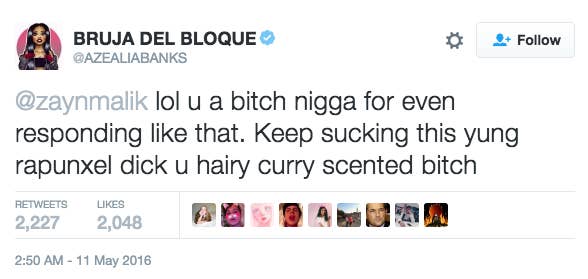 BRUJA DEL BLOQUE
@AZEALIABANKS
Follow
@zaynmalik lol u a bitch nigga for even
responding like that. Keep sucking this yung
rapunxel dick u hairy curry scented bitch
RETWEETS LIKES
2,227 2,048
2:50 AM - 11 May 2016